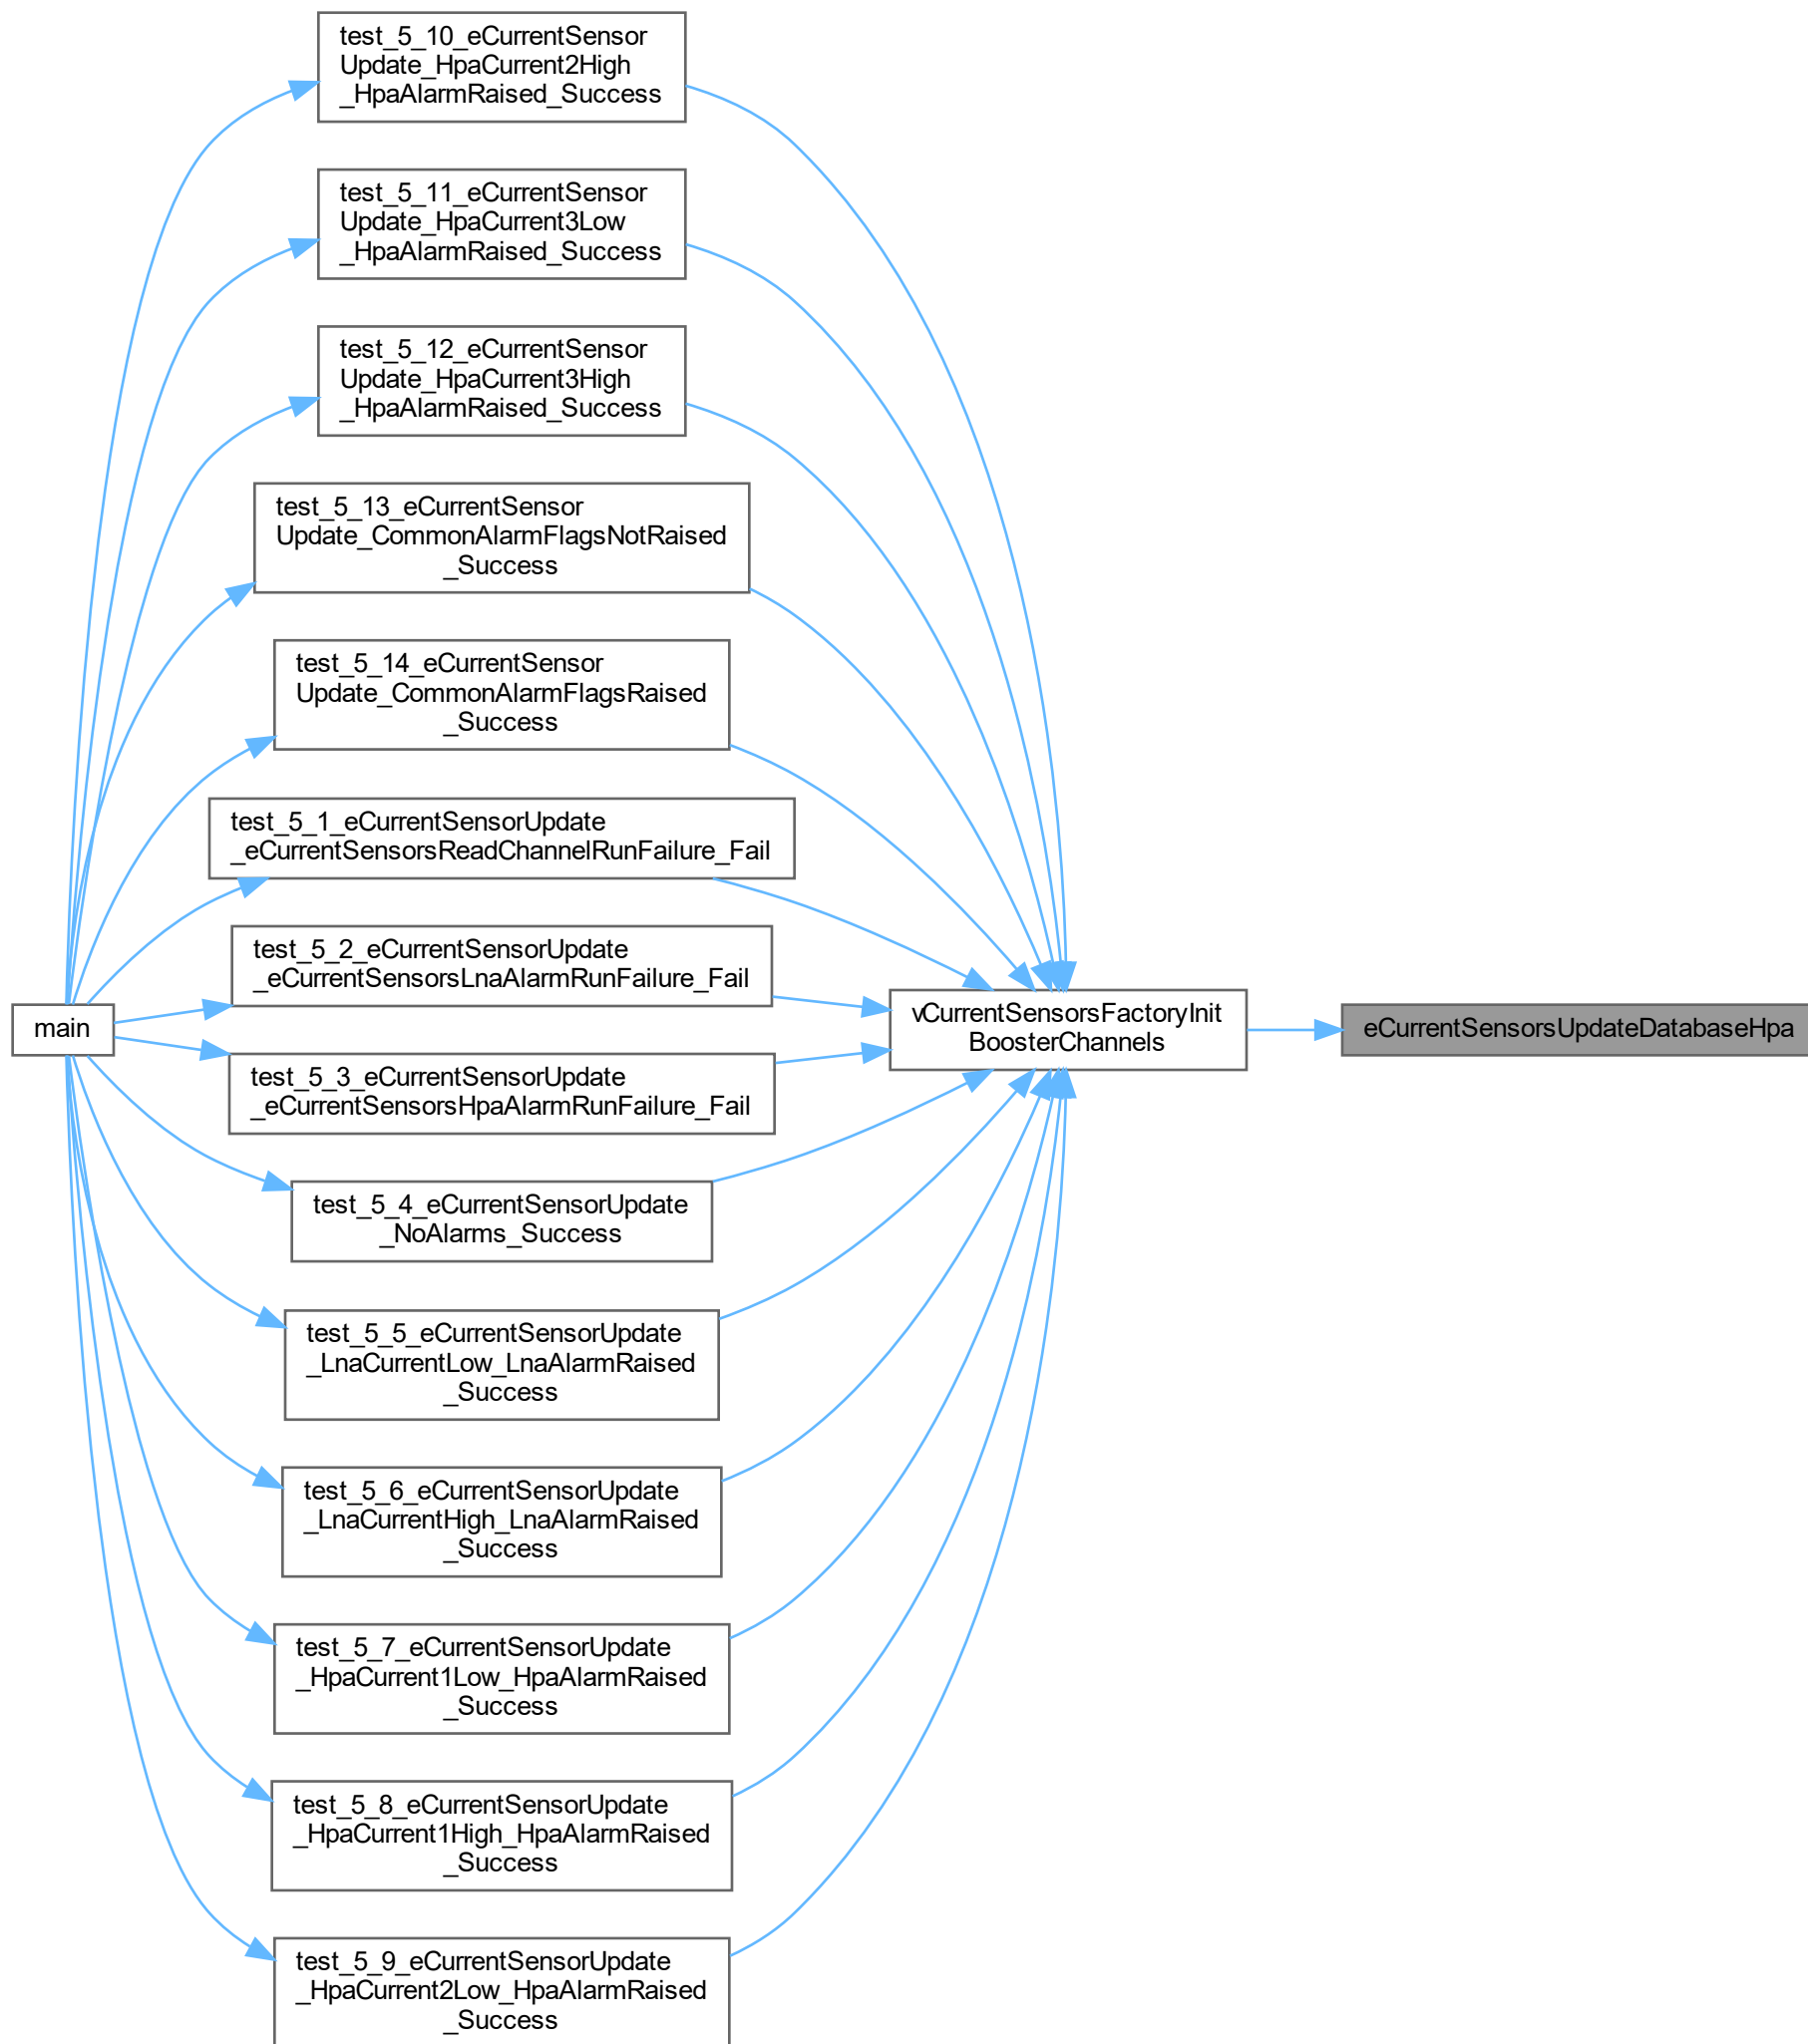 test_5_10_eCurrentSensor
Update_HpaCurrent2High
_HpaAlarmRaised_Success
test_5_11_eCurrentSensor
Update_HpaCurrent3Low
_HpaAlarmRaised_Success
test_5_12_eCurrentSensor
Update_HpaCurrent3High
_HpaAlarmRaised_Success
test_5_13_eCurrentSensor
Update_CommonAlarmFlagsNotRaised
_Success
test_5_14_eCurrentSensor
Update_CommonAlarmFlagsRaised
_Success
test_5_1_eCurrentSensorUpdate
_eCurrentSensorsReadChannelRunFailure_Fail
test_5_2_eCurrentSensorUpdate
_eCurrentSensorsLnaAlarmRunFailure_Fail
main
vCurrentSensorsFactoryInit
BoosterChannels
eCurrentSensorsUpdateDatabaseHpa
test_5_3_eCurrentSensorUpdate
_eCurrentSensorsHpaAlarmRunFailure_Fail
test_5_4_eCurrentSensorUpdate
_NoAlarms_Success
test_5_5_eCurrentSensorUpdate
_LnaCurrentLow_LnaAlarmRaised
_Success
test_5_6_eCurrentSensorUpdate
_LnaCurrentHigh_LnaAlarmRaised
_Success
test_5_7_eCurrentSensorUpdate
_HpaCurrent1Low_HpaAlarmRaised
_Success
test_5_8_eCurrentSensorUpdate
_HpaCurrent1High_HpaAlarmRaised
_Success
test_5_9_eCurrentSensorUpdate
_HpaCurrent2Low_HpaAlarmRaised
_Success